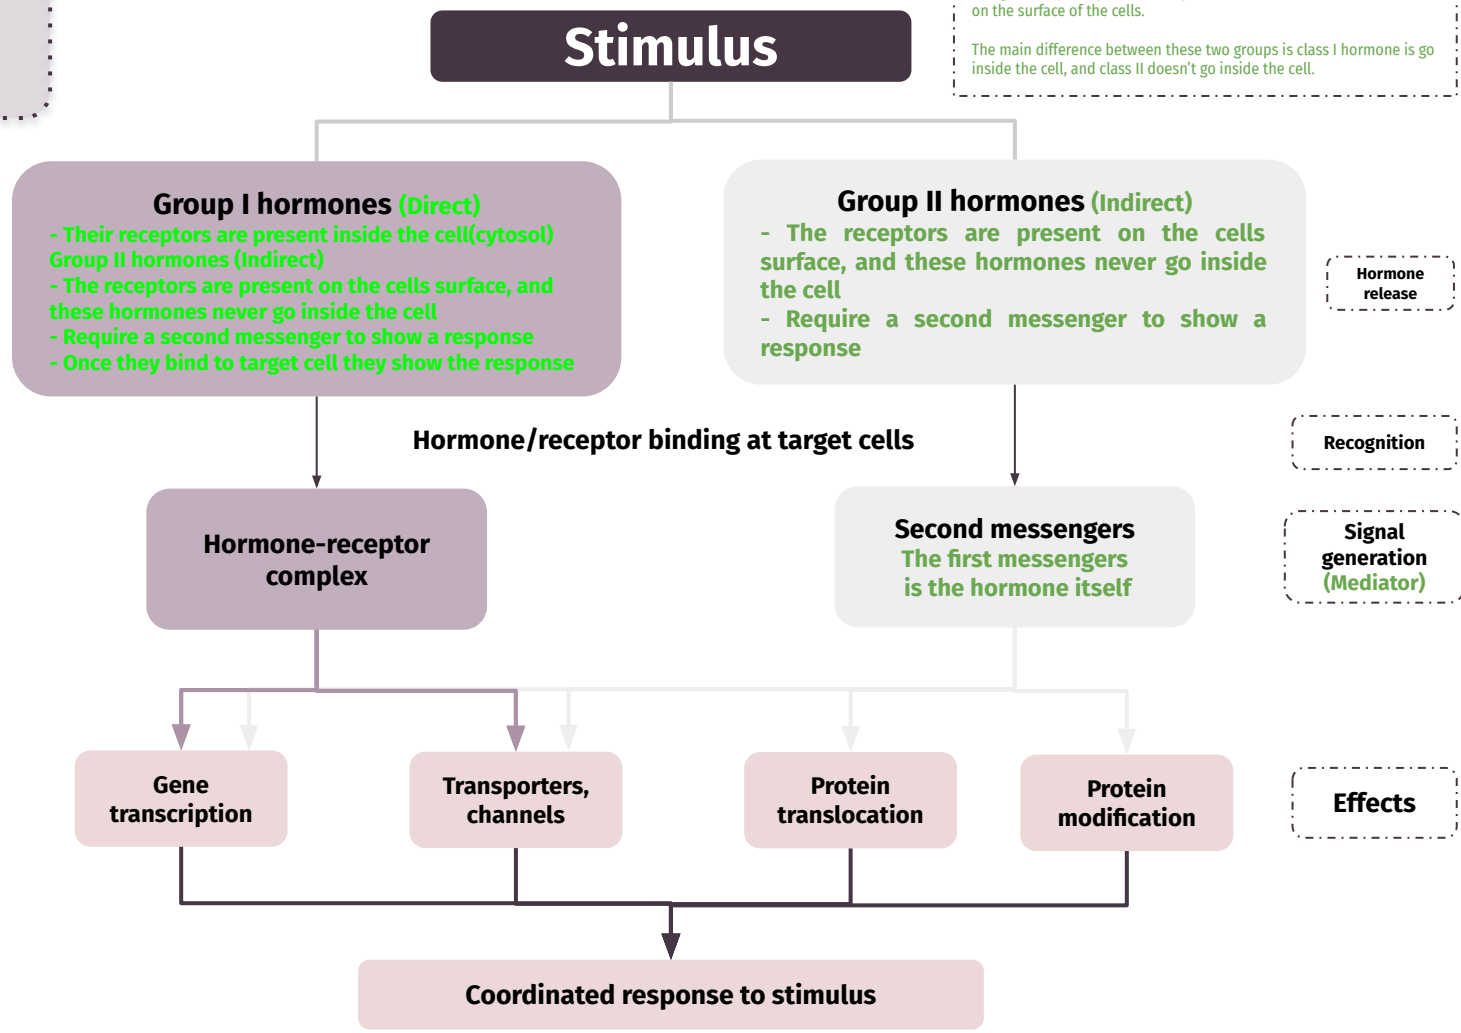 on the surface of the cells.
The main difference between these two groups is class I hormone is go
inside the cell, and class II doesn't go inside the cell.
Stimulus
Group I hormones (Direct)
- Their receptors are present inside the cell(cytosol)
Group II hormones (Indirect)
- The receptors are present on the cells surface, and
these hormones never go inside the cell
- Require a second messenger to show a response
- Once they bind to target cell they show the response
Group II hormones (Indirect)
- The receptors are present on the cells
surface, and these hormones never go inside
the cell
- Require a second messenger to show a
response
Hormone
release
Hormone/receptor binding at target cells
Recognition
Hormone-receptor
complex
Second messengers
The first messengers
is the hormone itself
Signal
generation
(Mediator)
Gene
transcription
Transporters,
channels
Protein
translocation
Protein
modification
Effects
Coordinated response to stimulus